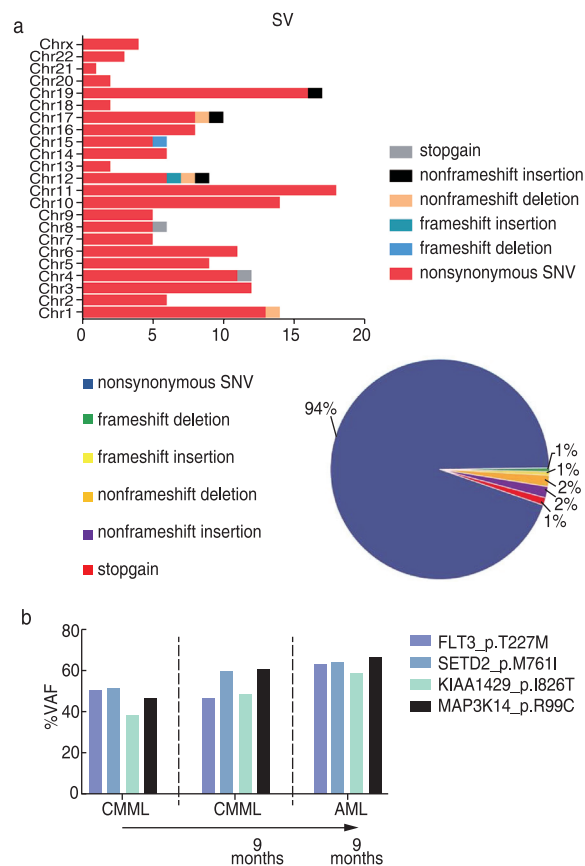 a
SV
Chrx
Chr22
Chr21
Chr20
Chr19
Chr18
Chr17
Chr16
Chr15
Chr14
Chr13
Chr12
Chr11
Chr10
Chr9
Chr8
Chr7
Chr6
Chr5
Chr4
Chr3
Chr2
Chr1
0 5 10 15 20
stopgain
nonframeshift insertion
nonframeshift deletion
frameshift insertion
frameshift deletion
nonsynonymous SNV
nonsynonymous SNV
frameshift deletion
frameshift insertion
nonframeshift deletion
nonframeshift insertion
stopgain
94%
1%
1%
2%
2%
1%
b
%VAF
80
60
40
20
0
CMML CMML AML
9 months
9 months
FLT3_p.T227M
SETD2_p.M761I
KIAA1429_p.I826T
MAP3K14_p.R99C